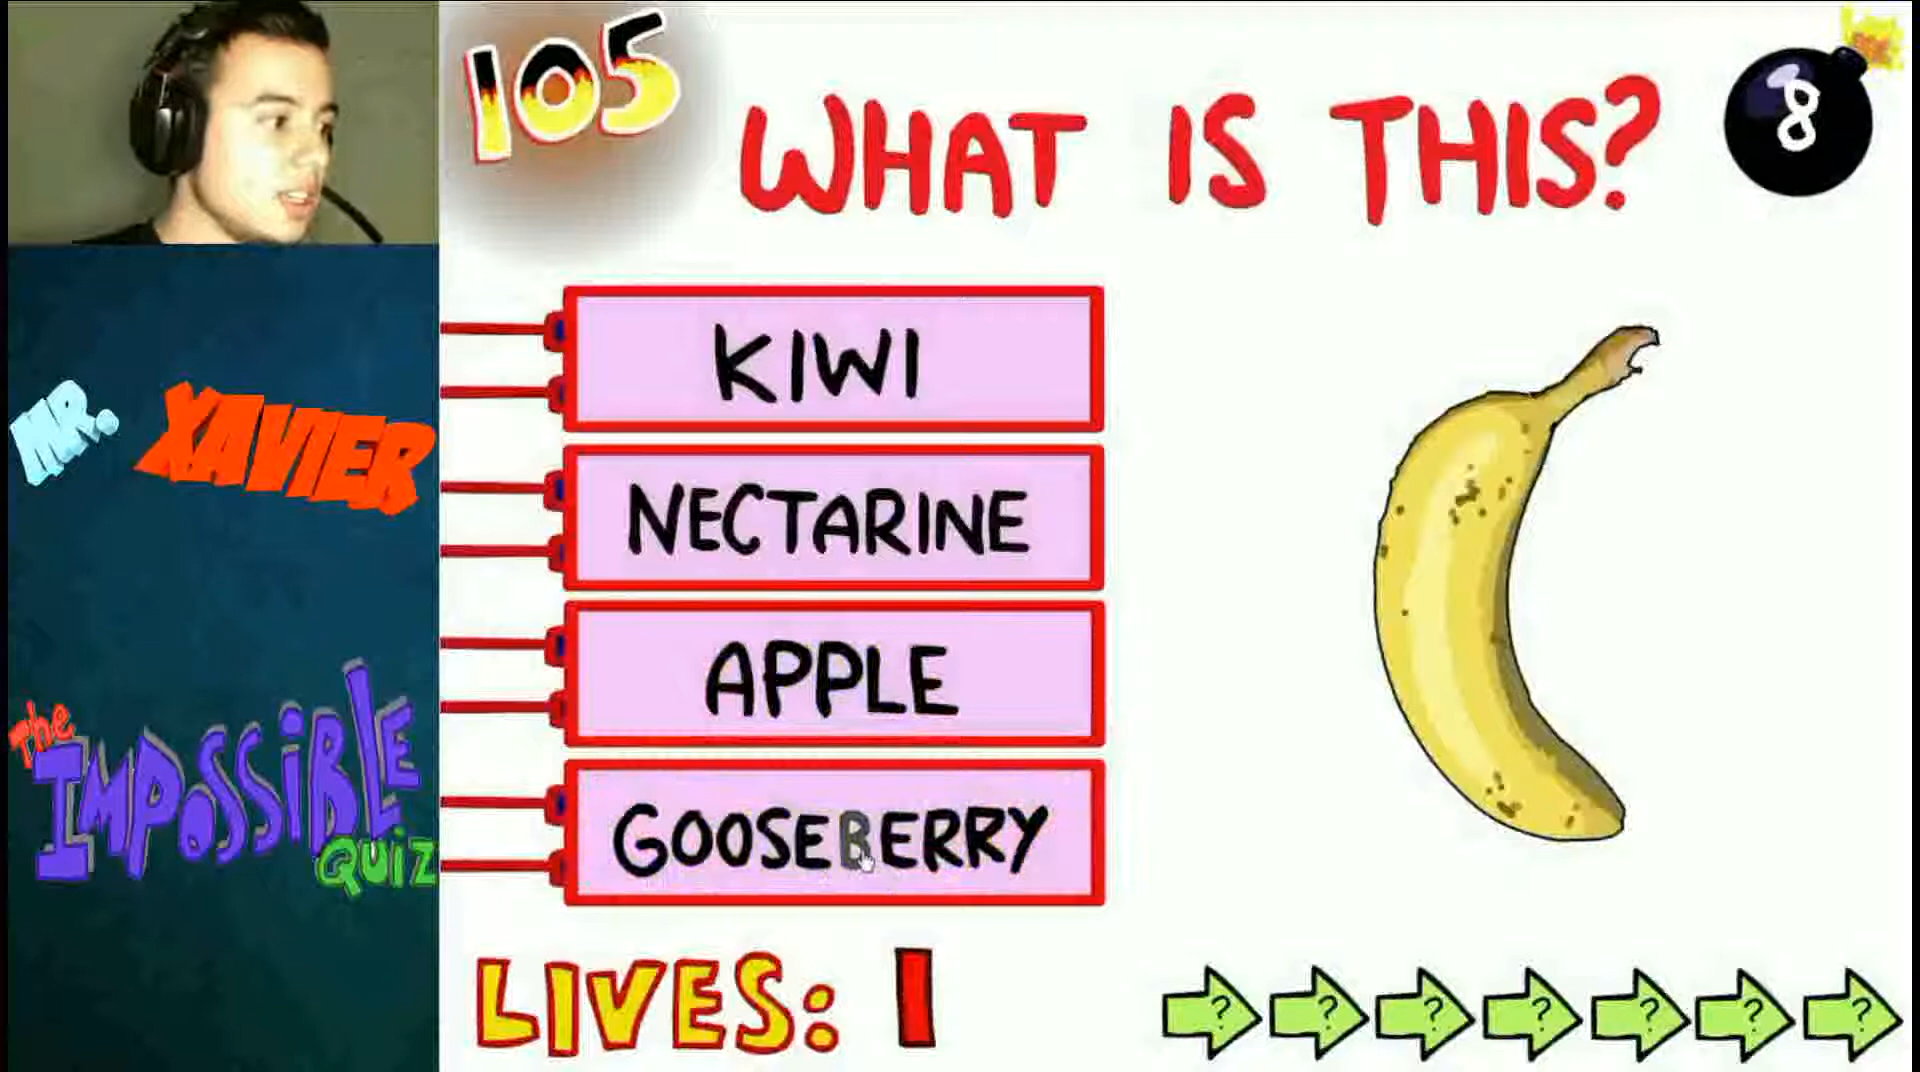 105
WHAT IS THIS?
8
KIWI
NECTARINE
APPLE
GOOSEBERRY
MR. XAVIER
The
IMPOSSIBLE
QUIZ
LIVES: 1
? ? ? ? ? ? ?